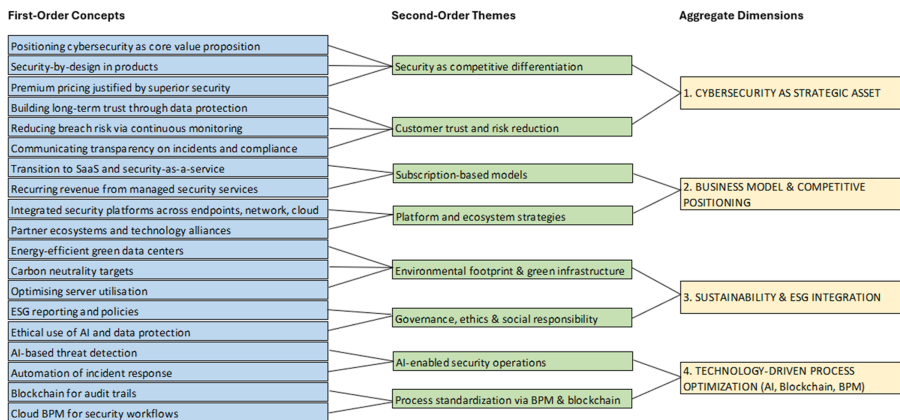 First-Order Concepts
Second-Order Themes
Aggregate Dimensions
Positioning cybersecurity as core value proposition
Security-by-design in products
Premium pricing justified by superior security
Building long-term trust through data protection
Reducing breach risk via continuous monitoring
Communicating transparency on incidents and compliance
Transition to SaaS and security-as-a-service
Recurring revenue from managed security services
Integrated security platforms across endpoints, network, cloud
Partner ecosystems and technology alliances
Energy-efficient green data centers
Carbon neutrality targets
Optimising server utilisation
ESG reporting and policies
Ethical use of AI and data protection
AI-based threat detection
Automation of incident response
Blockchain for audit trails
Cloud BPM for security workflows
Security as competitive differentiation
Customer trust and risk reduction
Subscription-based models
Platform and ecosystem strategies
Environmental footprint & green infrastructure
Governance, ethics & social responsibility
AI-enabled security operations
Process standardization via BPM & blockchain
1. CYBERSECURITY AS STRATEGIC ASSET
2. BUSINESS MODEL & COMPETITIVE
POSITIONING
3. SUSTAINABILITY & ESG INTEGRATION
4. TECHNOLOGY-DRIVEN PROCESS
OPTIMIZATION (AI, Blockchain, BPM)